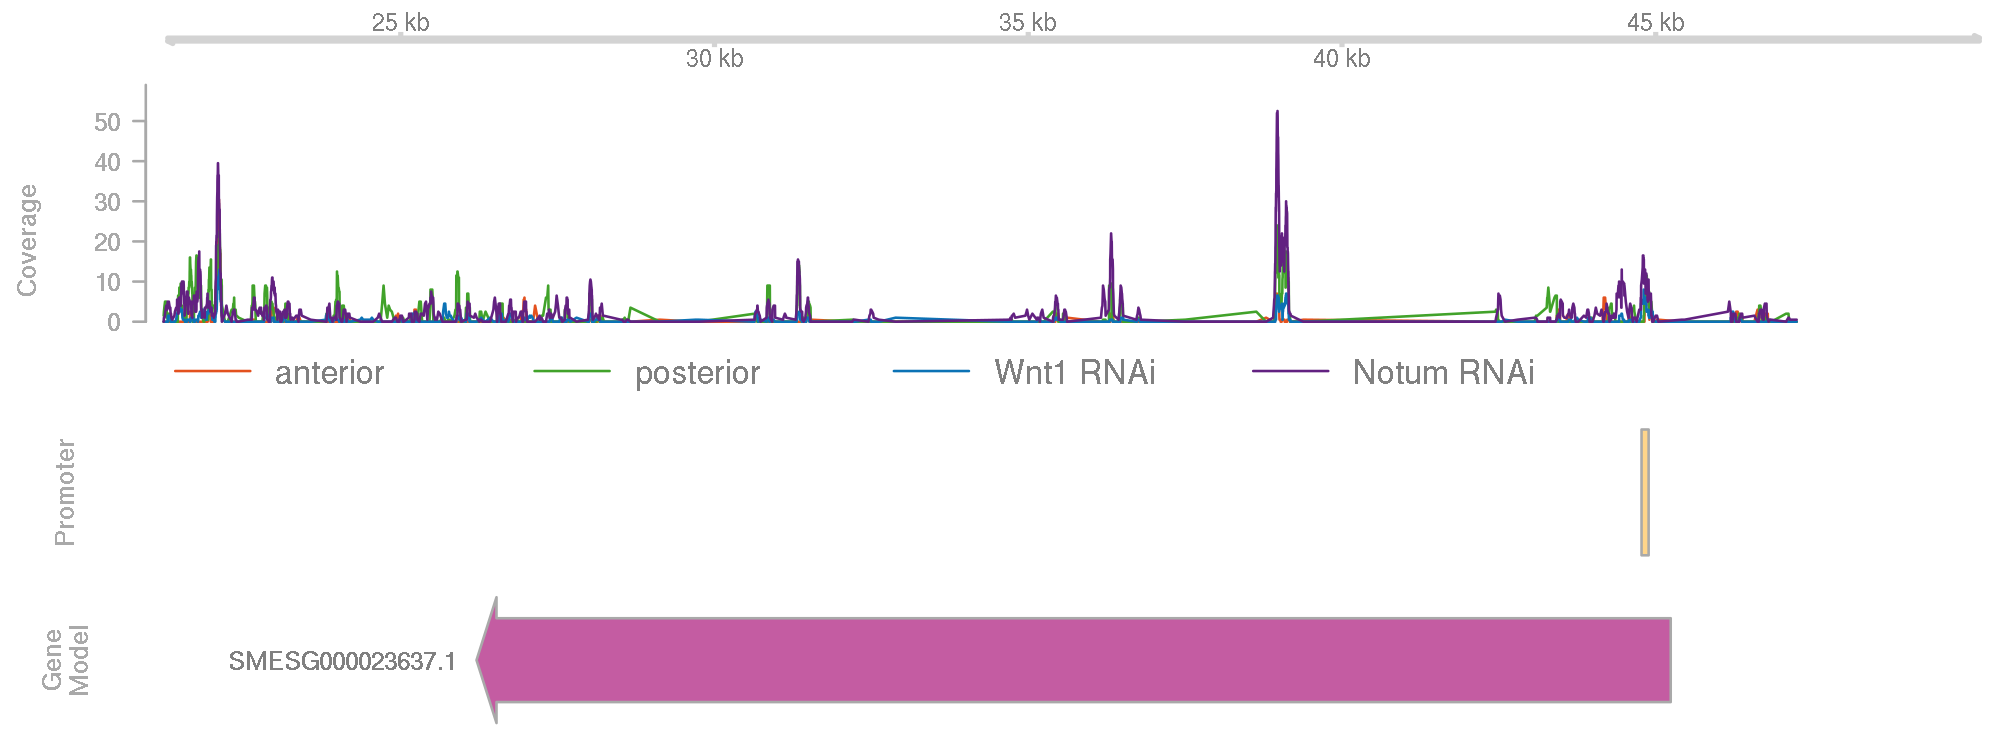 25 kb 35 kb 45 kb
30 kb 40 kb
Coverage
50
40
30
20
10
0
anterior posterior Wnt1 RNAi Notum RNAi
Promoter
Gene
Model
SMESG000023637.1